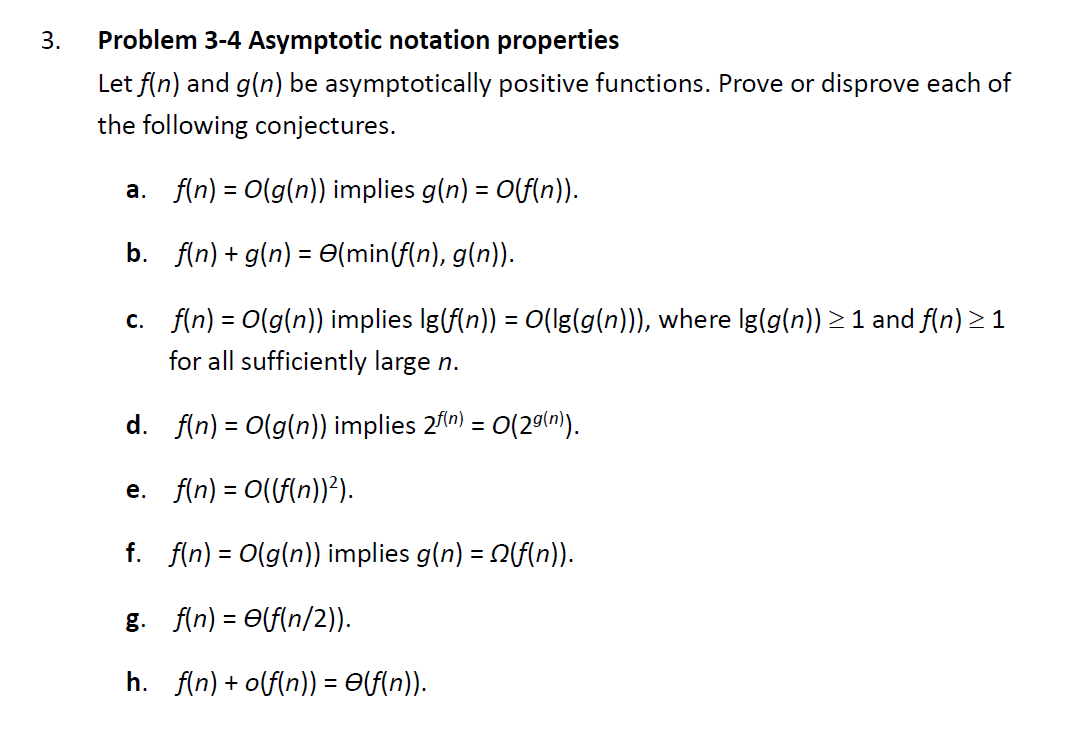 3. Problem 3-4 Asymptotic notation properties
Let f(n) and g(n) be asymptotically positive functions. Prove or disprove each of
the following conjectures.
a. f(n) = O(g(n)) implies g(n) = O(f(n)).
b. f(n) + g(n) = Θ(min(f(n), g(n)).
c. f(n) = O(g(n)) implies lg(f(n)) = O(lg(g(n))), where lg(g(n)) ≥ 1 and f(n) ≥ 1
for all sufficiently large n.
d. f(n) = O(g(n)) implies 2^f(n) = O(2^g(n)).
e. f(n) = O((f(n))²).
f. f(n) = O(g(n)) implies g(n) = Ω(f(n)).
g. f(n) = Θ(f(n/2)).
h. f(n) + o(f(n)) = Θ(f(n)).